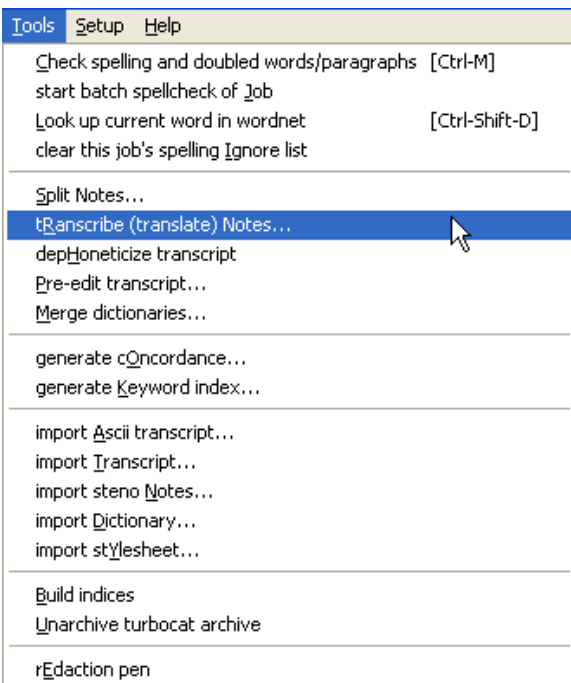 Tools Setup Help
Check spelling and doubled words/paragraphs [Ctrl-M]
start batch spellcheck of Job
Look up current word in wordnet [Ctrl-Shift-D]
clear this job's spelling Ignore list
Split Notes...
tRanscribe (translate) Notes...
depHoneticize transcript
Pre-edit transcript...
Merge dictionaries...
generate cOncordance...
generate Keyword index...
import Ascii transcript...
import Transcript...
import steno Notes...
import Dictionary...
import stYlesheet...
Build indices
Unarchive turbocat archive
rEdaction pen